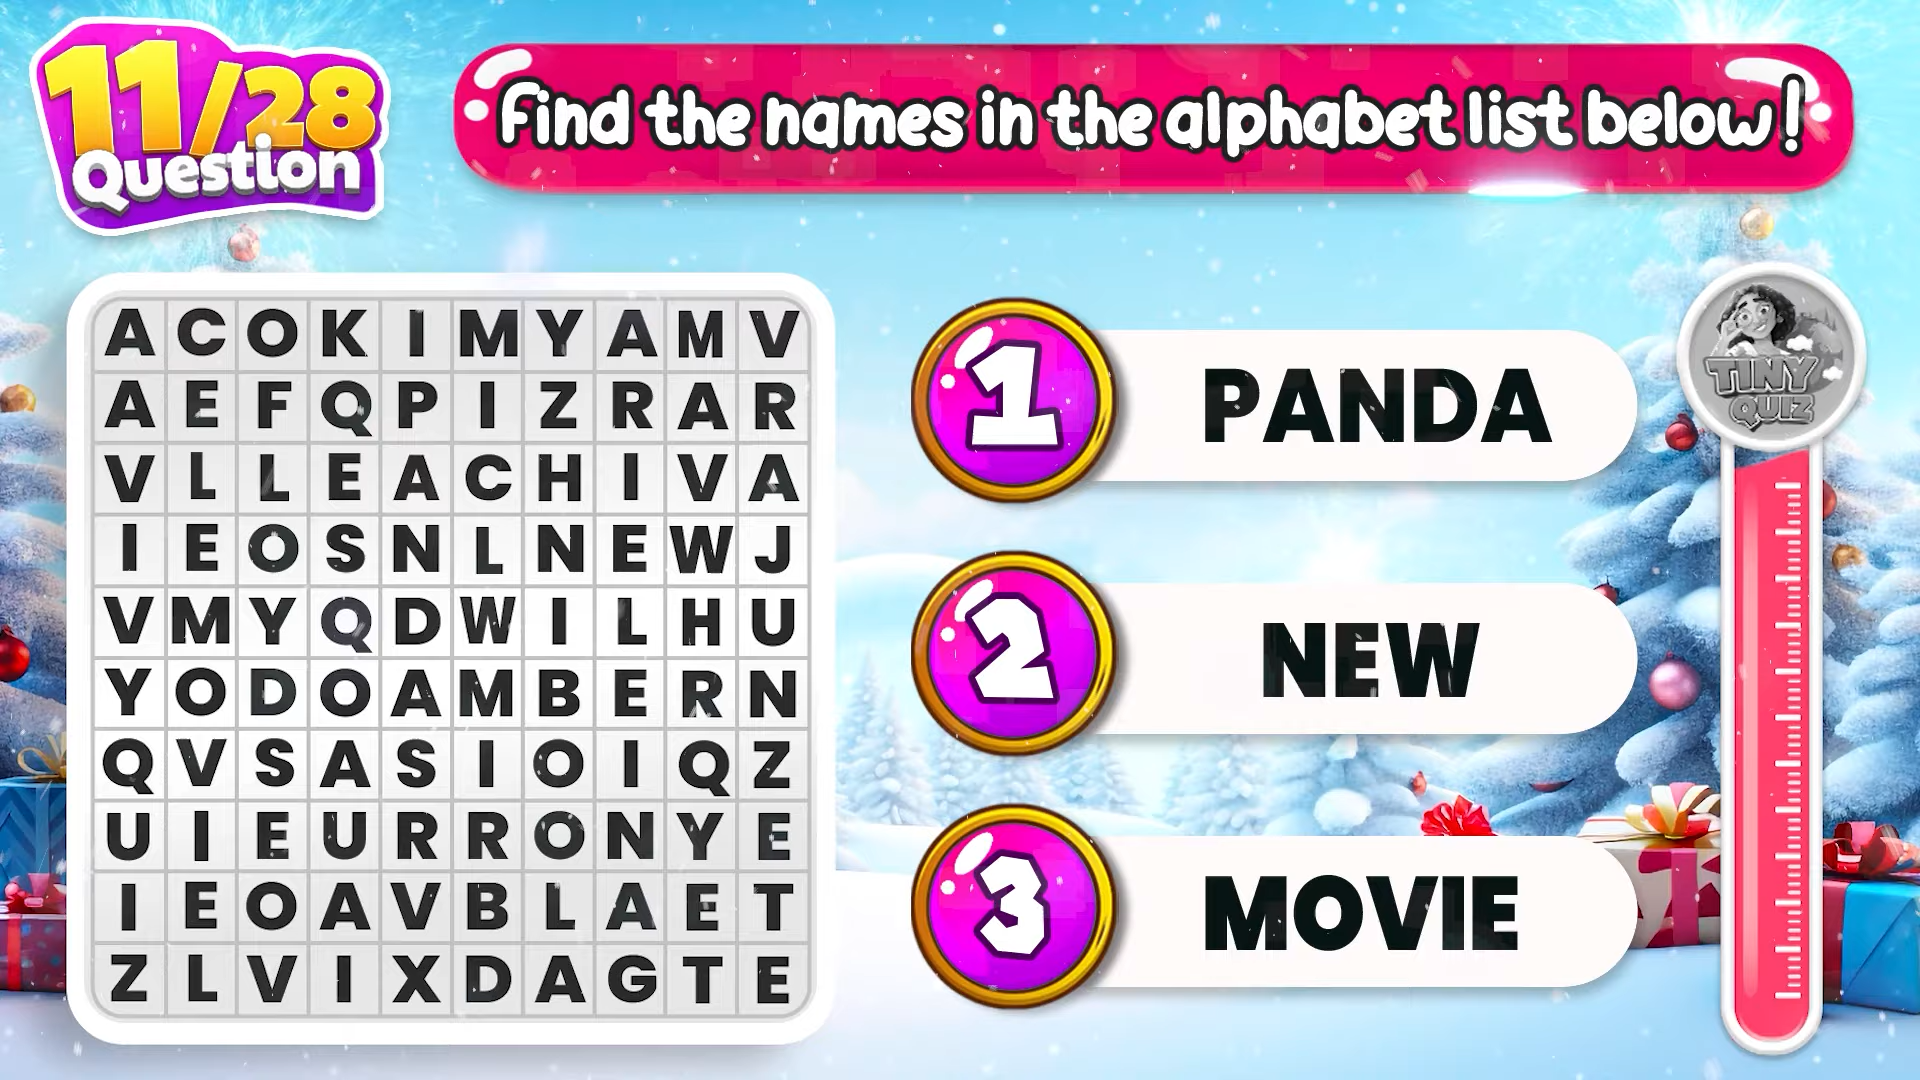 11/28
Question
Find the names in the alphabet list below!
A C O K I M Y A M V
A E F Q P I Z R A R
V L L E A C H I V A
I E O S N L N E W J
V M Y Q D W I L H U
Y O D O A M B E R N
Q V S A S I O I Q Z
U I E U R R O N Y E
I E O A V B L A E T
Z L V I X D A G T E
1 PANDA
2 NEW
3 MOVIE
TINY
QUIZ